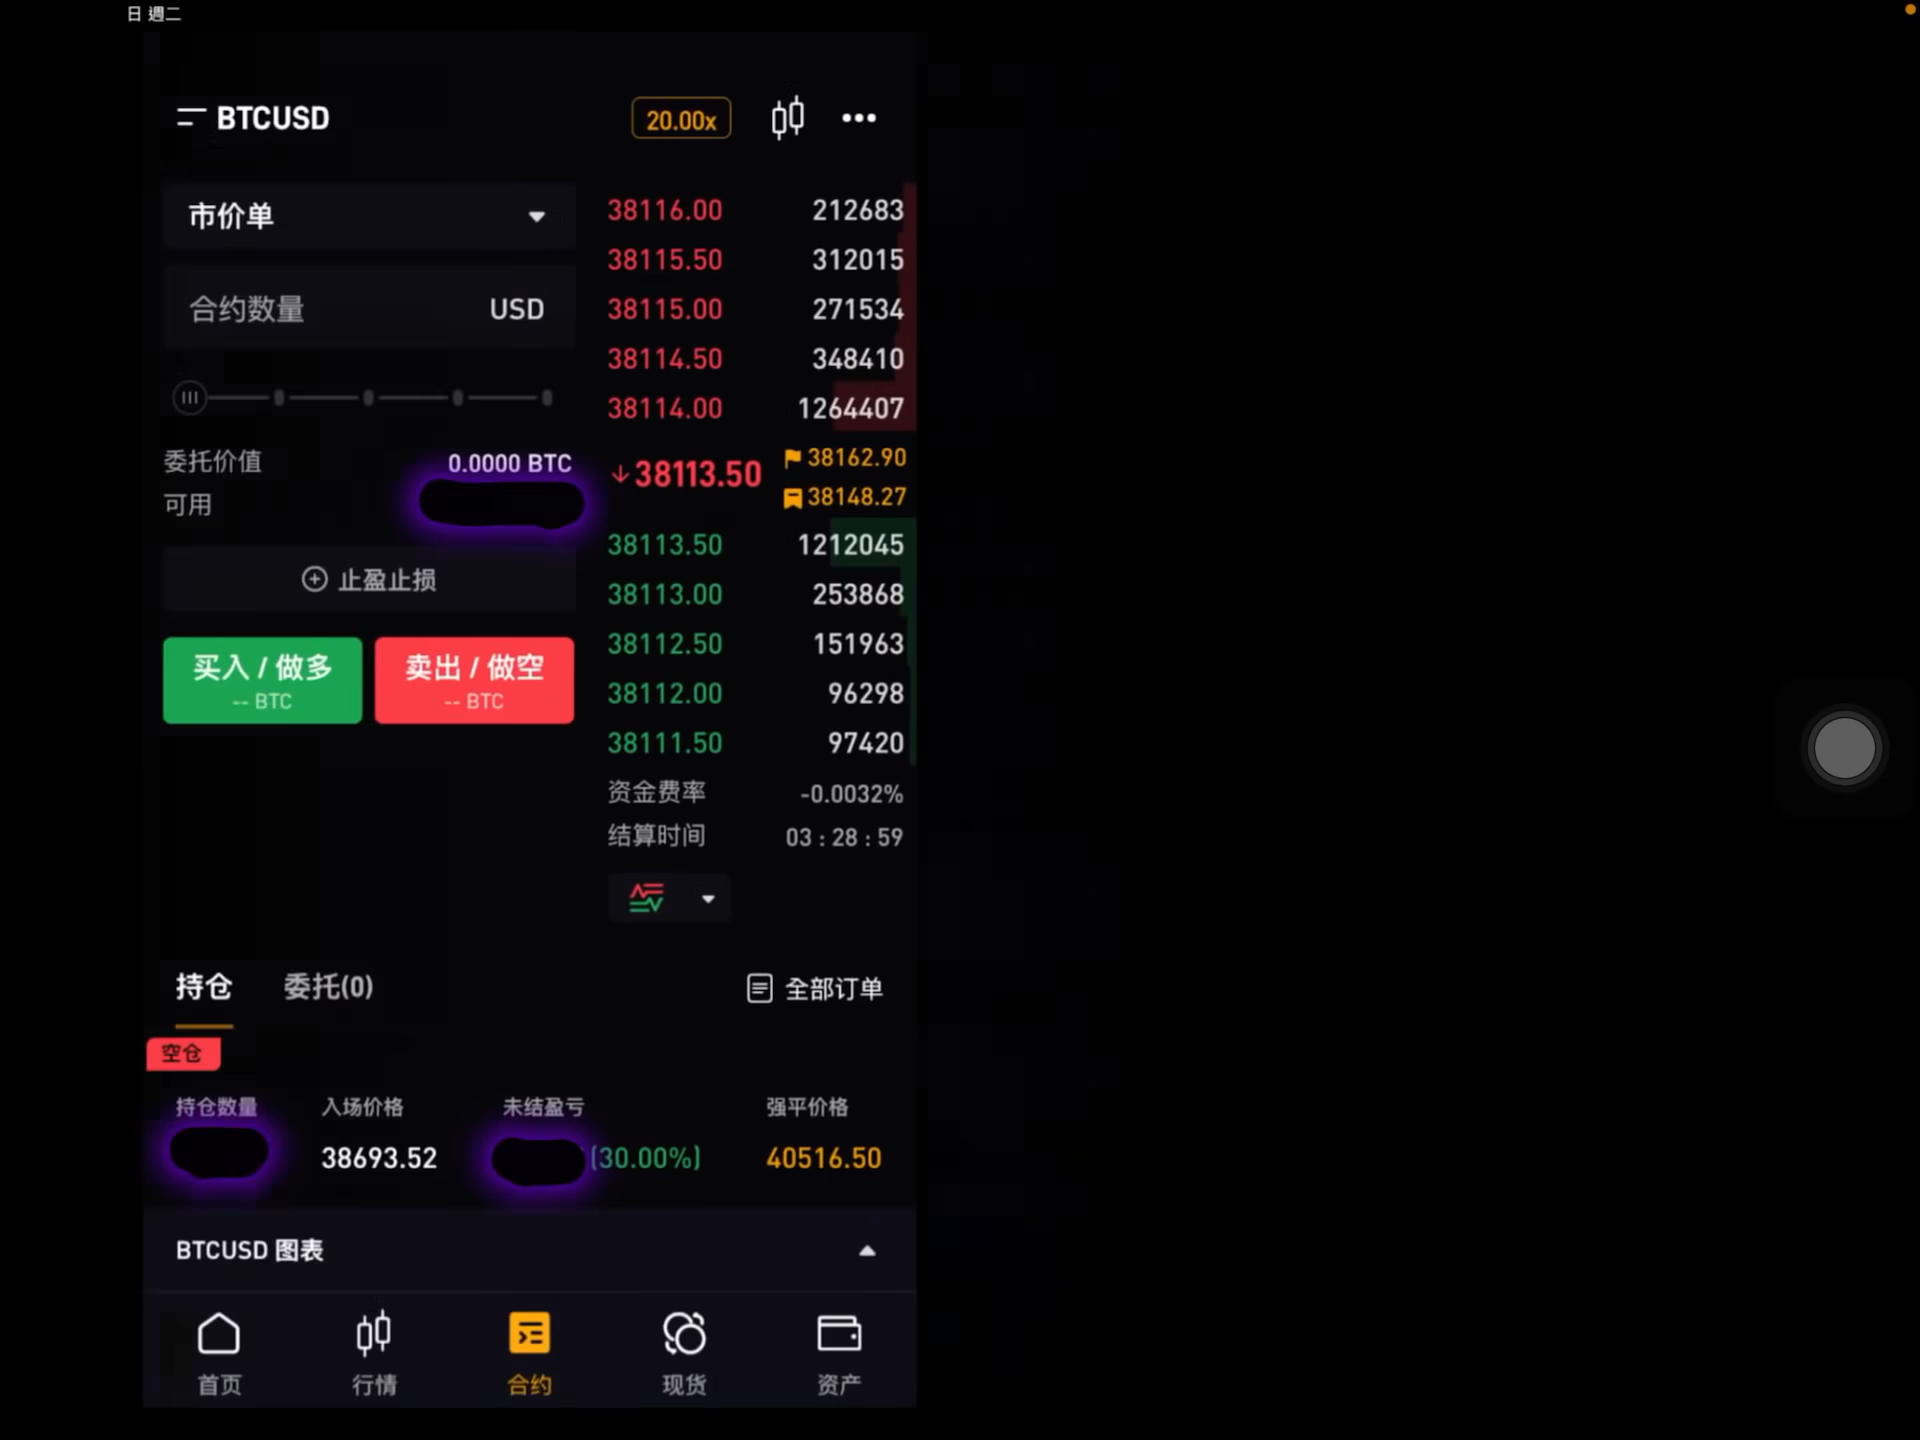 日 週二
BTCUSD
20.00x
市价单
合约数量 USD
委托价值 0.0000 BTC
可用
止盈止损
买入 / 做多
-- BTC
卖出 / 做空
-- BTC
38116.00 212683
38115.50 312015
38115.00 271534
38114.50 348410
38114.00 1264407
38113.50
38162.90
38148.27
38113.50 1212045
38113.00 253868
38112.50 151963
38112.00 96298
38111.50 97420
资金费率 -0.0032%
结算时间 03 : 28 : 59
持仓 委托(0) 全部订单
空仓
持仓数量 入场价格 未结盈亏 强平价格
38693.52 (30.00%) 40516.50
BTCUSD 图表
首页 行情 合约 现货 资产